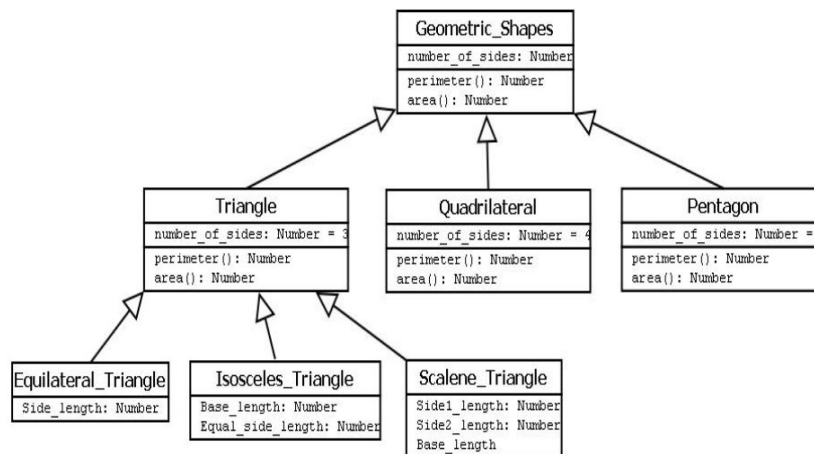 Geometric_Shapes
number_of_sides: Number
perimeter(): Number
area(): Number
Triangle
number_of_sides: Number = 3
perimeter(): Number
area(): Number
Quadrilateral
number_of_sides: Number = 4
perimeter(): Number
area(): Number
Pentagon
number_of_sides: Number =
perimeter(): Number
area(): Number
Equilateral_Triangle
Side_length: Number
Isosceles_Triangle
Base_length: Number
Equal_side_length: Number
Scalene_Triangle
Side1_length: Number
Side2_length: Number
Base_length